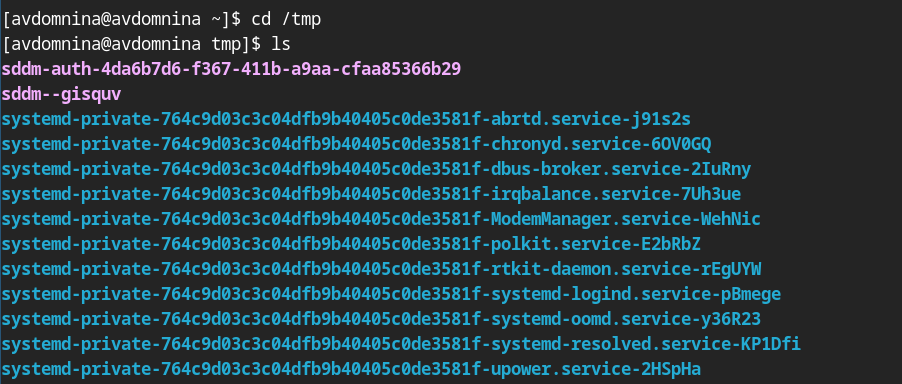 [avdomnina@avdomnina ~]$ cd /tmp
[avdomnina@avdomnina tmp]$ ls
sddm-auth-4da6b7d6-f367-411b-a9aa-cfaa85366b29
sddm--gisquv
systemd-private-764c9d03c3c04dfb9b40405c0de3581f-abrtd.service-j91s2s
systemd-private-764c9d03c3c04dfb9b40405c0de3581f-chronyd.service-6OV0GQ
systemd-private-764c9d03c3c04dfb9b40405c0de3581f-dbus-broker.service-2IuRny
systemd-private-764c9d03c3c04dfb9b40405c0de3581f-irqbalance.service-7Uh3ue
systemd-private-764c9d03c3c04dfb9b40405c0de3581f-ModemManager.service-WehNic
systemd-private-764c9d03c3c04dfb9b40405c0de3581f-polkit.service-E2bRbZ
systemd-private-764c9d03c3c04dfb9b40405c0de3581f-rtkit-daemon.service-rEgUYW
systemd-private-764c9d03c3c04dfb9b40405c0de3581f-systemd-logind.service-pBmege
systemd-private-764c9d03c3c04dfb9b40405c0de3581f-systemd-oomd.service-y36R23
systemd-private-764c9d03c3c04dfb9b40405c0de3581f-systemd-resolved.service-KP1Dfi
systemd-private-764c9d03c3c04dfb9b40405c0de3581f-upower.service-2HSpHa